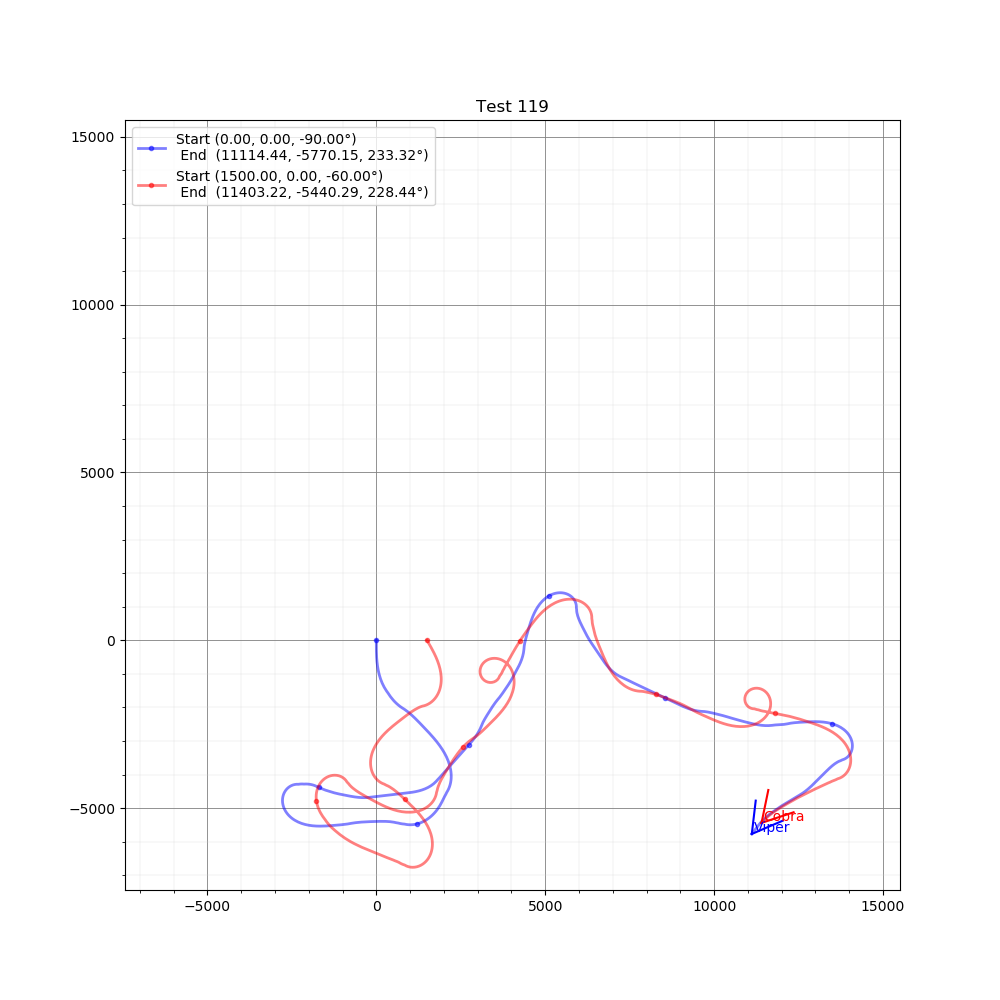 Test 119
Start (0.00, 0.00, -90.00°)
End (11114.44, -5770.15, 233.32°)
Start (1500.00, 0.00, -60.00°)
End (11403.22, -5440.29, 228.44°)
15000
10000
5000
0
−5000
Cobra
Viper
−5000
0
5000
10000
15000